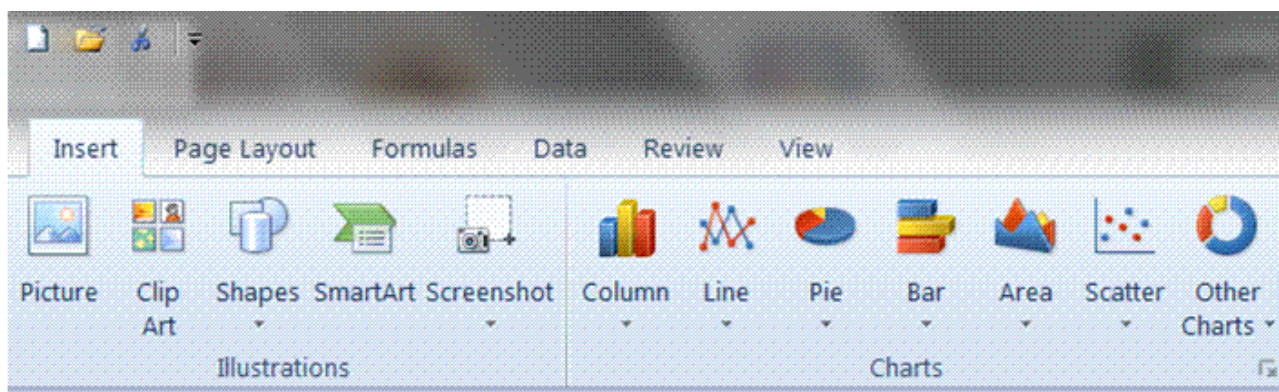 Insert Page Layout Formulas Data Review View
Picture Clip Art Shapes SmartArt Screenshot Column Line Pie Bar Area Scatter Other Charts
Illustrations Charts